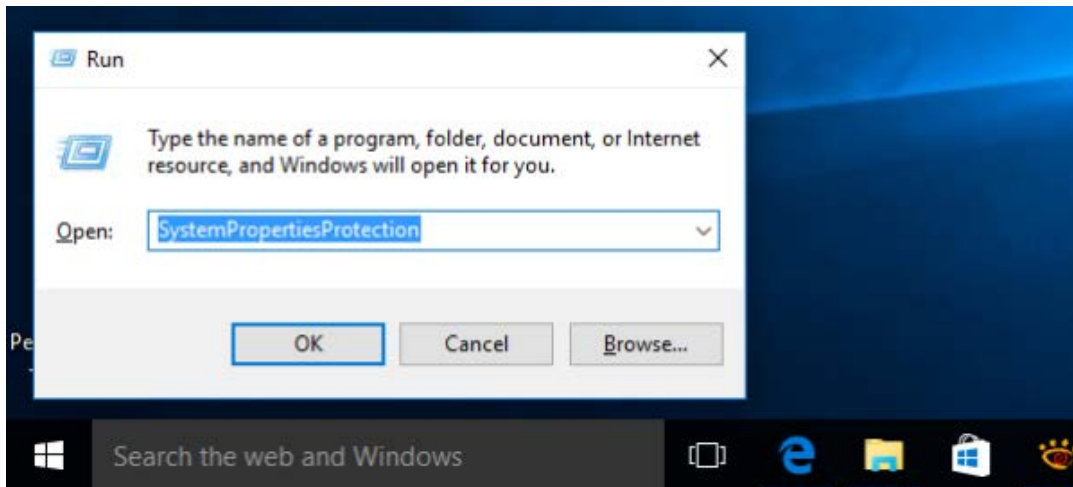 Run
Type the name of a program, folder, document, or Internet
resource, and Windows will open it for you.
Open:
SystemPropertiesProtection
OK
Cancel
Browse...
Pe
Search the web and Windows